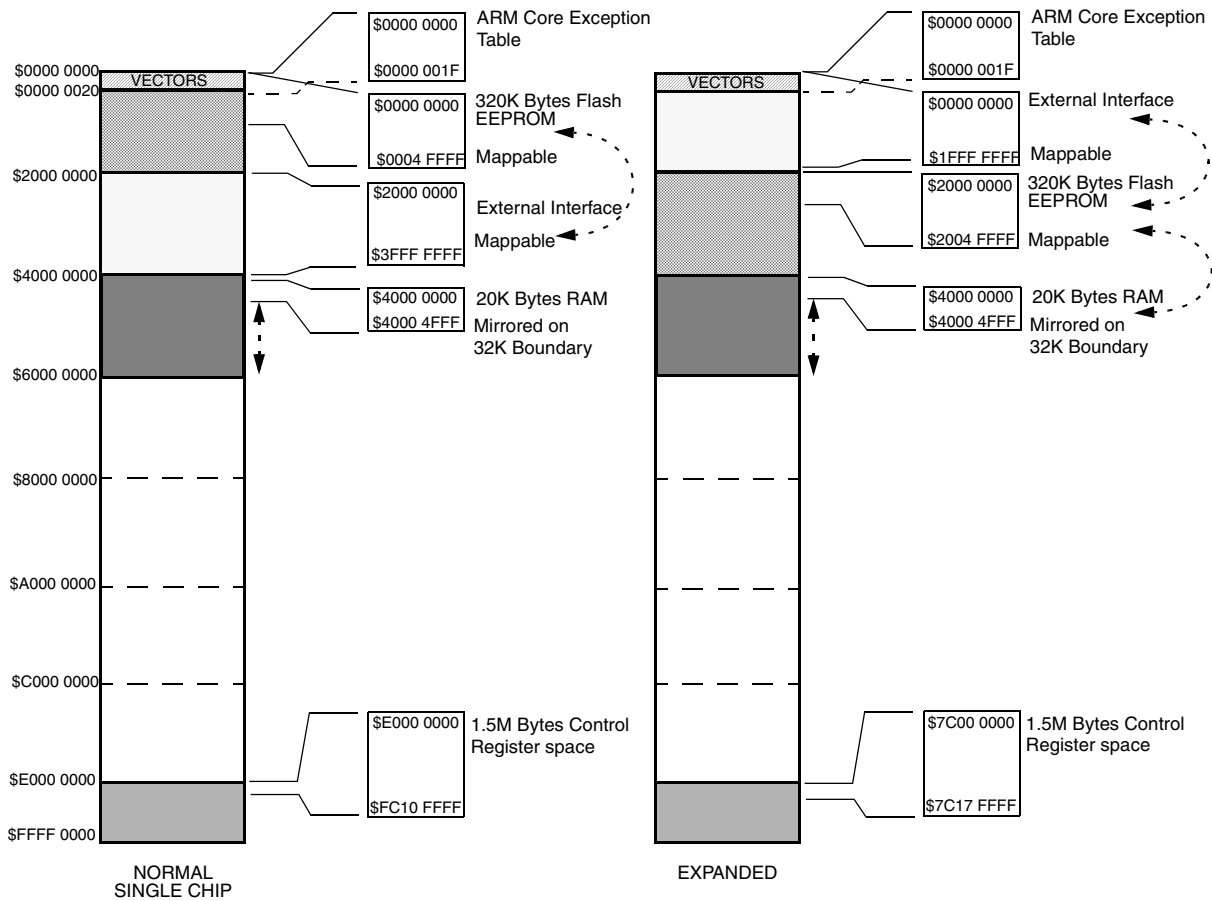 $0000 0000
$0000 0020
$2000 0000
$4000 0000
$6000 0000
$8000 0000
$A000 0000
$C000 0000
$E000 0000
$FFFF 0000
VECTORS
NORMAL
SINGLE CHIP
$0000 0000
$0000 001F
ARM Core Exception
Table
$0000 0000
$0004 FFFF
320K Bytes Flash
EEPROM
Mappable
$2000 0000
$3FFF FFFF
External Interface
Mappable
$4000 0000
$4000 4FFF
20K Bytes RAM
Mirrored on
32K Boundary
$E000 0000
$FC10 FFFF
1.5M Bytes Control
Register space
VECTORS
EXPANDED
$0000 0000
$0000 001F
ARM Core Exception
Table
$0000 0000
$1FFF FFFF
External Interface
Mappable
$2000 0000
$2004 FFFF
320K Bytes Flash
EEPROM
Mappable
$4000 0000
$4000 4FFF
20K Bytes RAM
Mirrored on
32K Boundary
$7C00 0000
$7C17 FFFF
1.5M Bytes Control
Register space